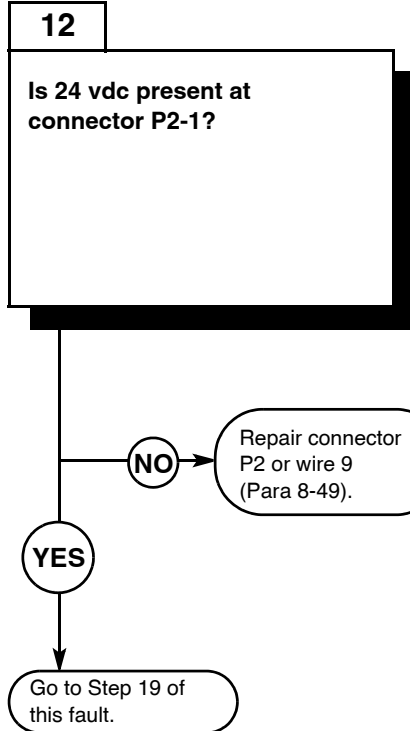 12
Is 24 vdc present at
connector P2-1?
NO
Repair connector
P2 or wire 9
(Para 8-49).
YES
Go to Step 19 of
this fault.